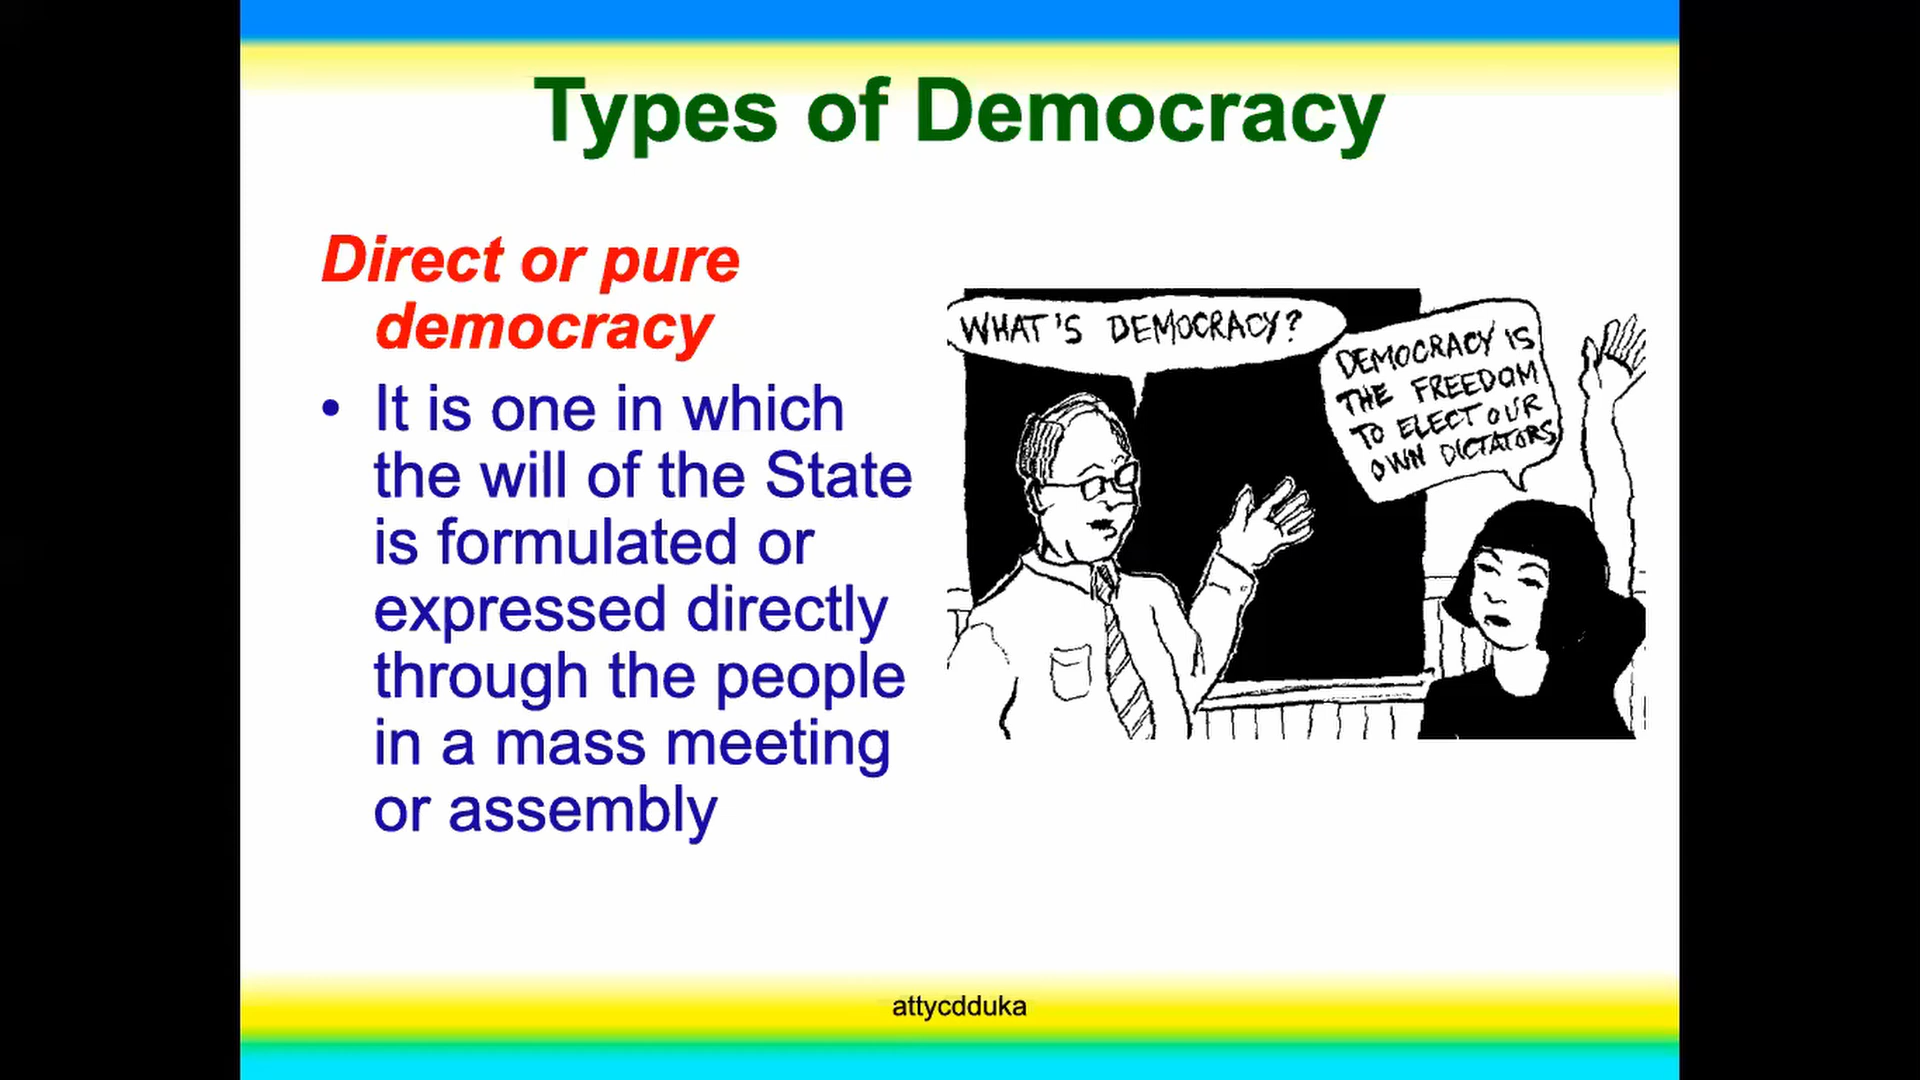 Types of Democracy
Direct or pure
democracy
• It is one in which
the will of the State
is formulated or
expressed directly
through the people
in a mass meeting
or assembly
WHAT'S DEMOCRACY?
DEMOCRACY IS
THE FREEDOM
TO ELECT OUR
OWN DICTATORS
attycdduka